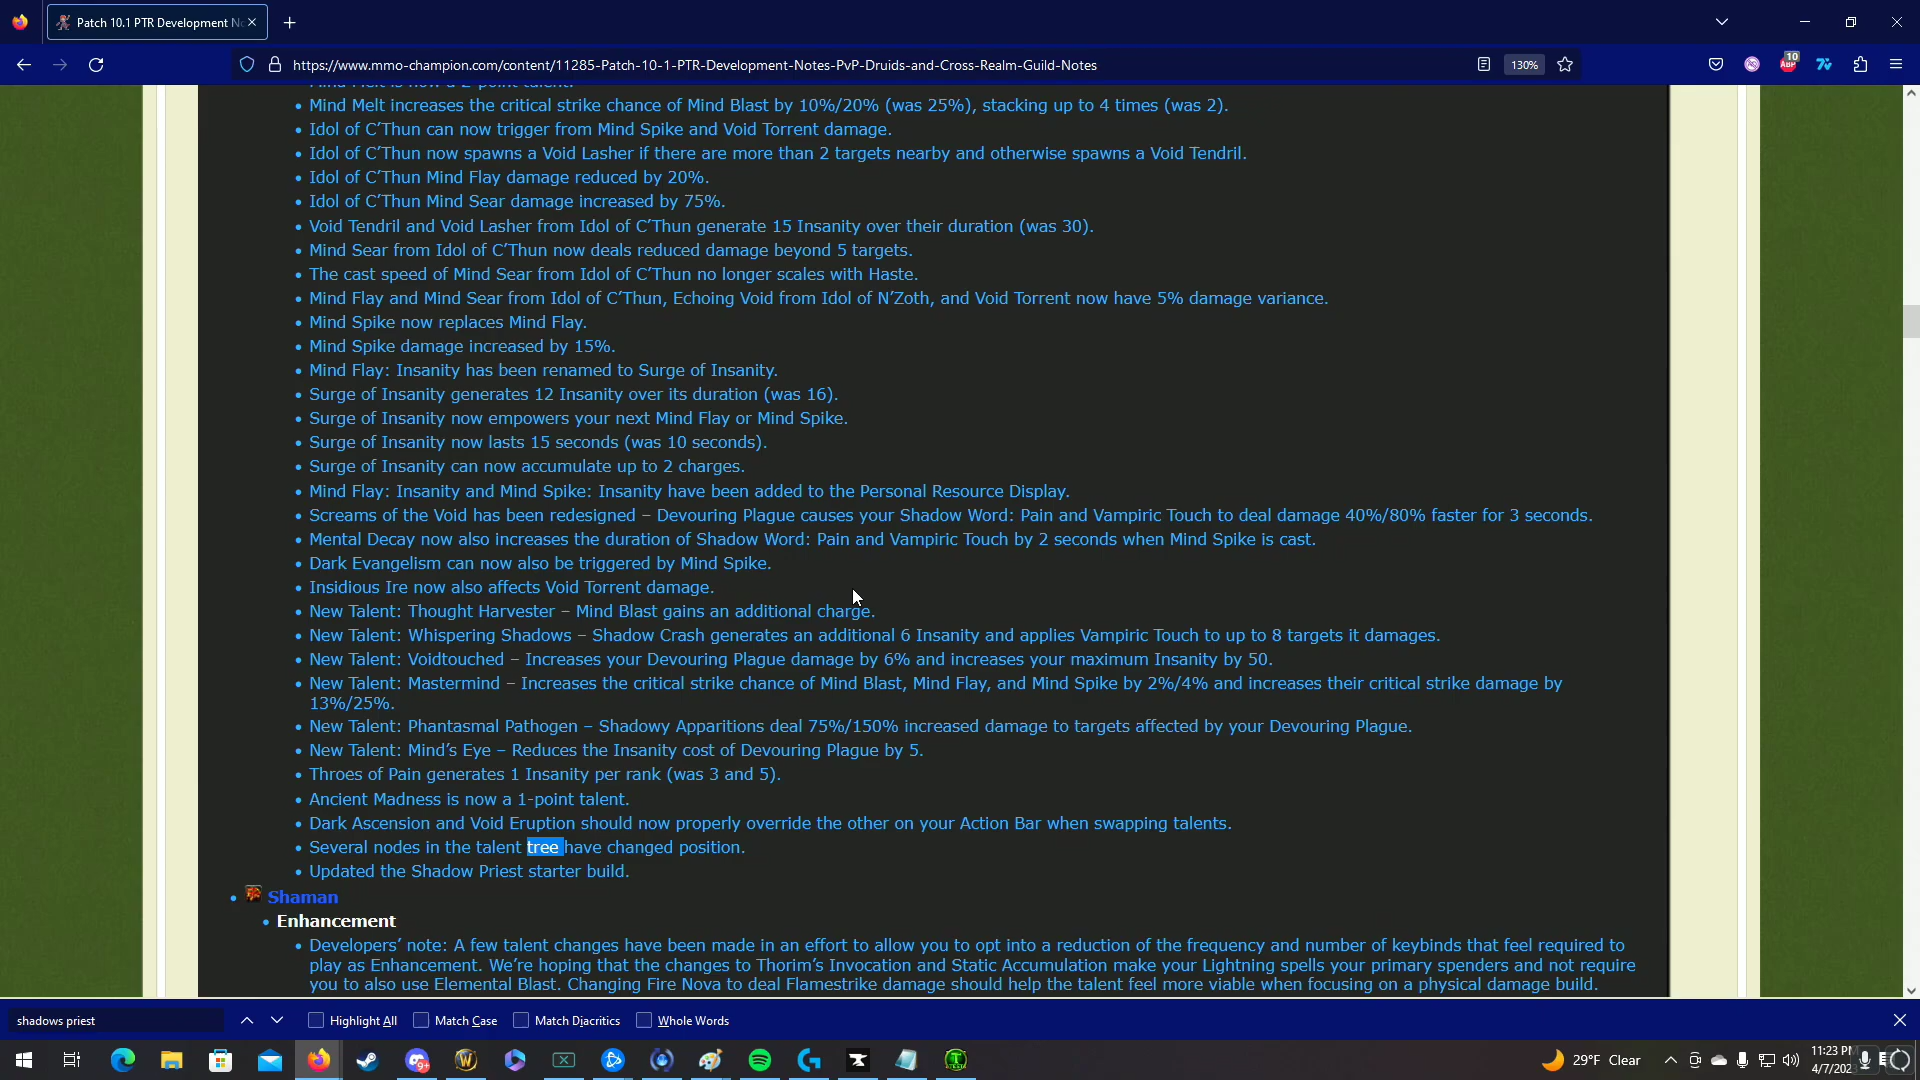 Patch 10.1 PTR Development No
https://www.mmo-champion.com/content/11285-Patch-10-1-PTR-Development-Notes-PvP-Druids-and-Cross-Realm-Guild-Notes
130%
10
ABP
Mind Melt is now a 2-point talent.
• Mind Melt increases the critical strike chance of Mind Blast by 10%/20% (was 25%), stacking up to 4 times (was 2).
• Idol of C’Thun can now trigger from Mind Spike and Void Torrent damage.
• Idol of C’Thun now spawns a Void Lasher if there are more than 2 targets nearby and otherwise spawns a Void Tendril.
• Idol of C’Thun Mind Flay damage reduced by 20%.
• Idol of C’Thun Mind Sear damage increased by 75%.
• Void Tendril and Void Lasher from Idol of C’Thun generate 15 Insanity over their duration (was 30).
• Mind Sear from Idol of C’Thun now deals reduced damage beyond 5 targets.
• The cast speed of Mind Sear from Idol of C’Thun no longer scales with Haste.
• Mind Flay and Mind Sear from Idol of C’Thun, Echoing Void from Idol of N’Zoth, and Void Torrent now have 5% damage variance.
• Mind Spike now replaces Mind Flay.
• Mind Spike damage increased by 15%.
• Mind Flay: Insanity has been renamed to Surge of Insanity.
• Surge of Insanity generates 12 Insanity over its duration (was 16).
• Surge of Insanity now empowers your next Mind Flay or Mind Spike.
• Surge of Insanity now lasts 15 seconds (was 10 seconds).
• Surge of Insanity can now accumulate up to 2 charges.
• Mind Flay: Insanity and Mind Spike: Insanity have been added to the Personal Resource Display.
• Screams of the Void has been redesigned – Devouring Plague causes your Shadow Word: Pain and Vampiric Touch to deal damage 40%/80% faster for 3 seconds.
• Mental Decay now also increases the duration of Shadow Word: Pain and Vampiric Touch by 2 seconds when Mind Spike is cast.
• Dark Evangelism can now also be triggered by Mind Spike.
• Insidious Ire now also affects Void Torrent damage.
• New Talent: Thought Harvester – Mind Blast gains an additional charge.
• New Talent: Whispering Shadows – Shadow Crash generates an additional 6 Insanity and applies Vampiric Touch to up to 8 targets it damages.
• New Talent: Voidtouched – Increases your Devouring Plague damage by 6% and increases your maximum Insanity by 50.
• New Talent: Mastermind – Increases the critical strike chance of Mind Blast, Mind Flay, and Mind Spike by 2%/4% and increases their critical strike damage by
13%/25%.
• New Talent: Phantasmal Pathogen – Shadowy Apparitions deal 75%/150% increased damage to targets affected by your Devouring Plague.
• New Talent: Mind’s Eye – Reduces the Insanity cost of Devouring Plague by 5.
• Throes of Pain generates 1 Insanity per rank (was 3 and 5).
• Ancient Madness is now a 1-point talent.
• Dark Ascension and Void Eruption should now properly override the other on your Action Bar when swapping talents.
• Several nodes in the talent tree have changed position.
• Updated the Shadow Priest starter build.
• Shaman
• Enhancement
• Developers’ note: A few talent changes have been made in an effort to allow you to opt into a reduction of the frequency and number of keybinds that feel required to
play as Enhancement. We’re hoping that the changes to Thorim’s Invocation and Static Accumulation make your Lightning spells your primary spenders and not require
you to also use Elemental Blast. Changing Fire Nova to deal Flamestrike damage should help the talent feel more viable when focusing on a physical damage build.
shadows priest
Highlight All
Match Case
Match Diacritics
Whole Words
9+
29°F Clear
11:23 PM
4/7/202